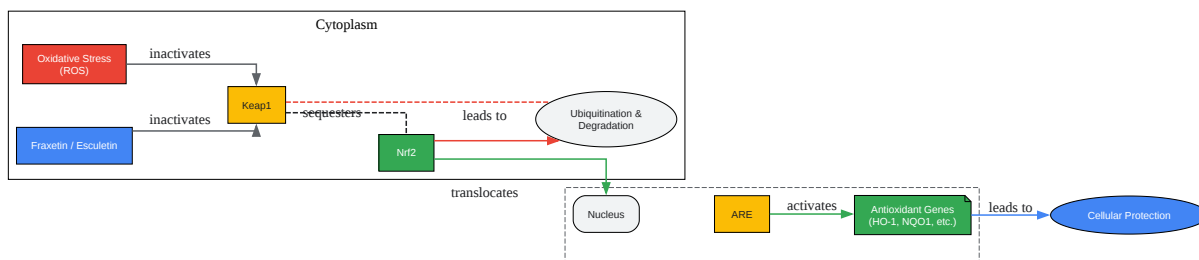 Cytoplasm
Oxidative Stress
(ROS)
inactivates
Keap1
inactivates
Fraxetin / Esculetin
sequesters
leads to
Ubiquitination &
Degradation
Nrf2
translocates
Nucleus
ARE
activates
Antioxidant Genes
(HO-1, NQO1, etc.)
leads to
Cellular Protection